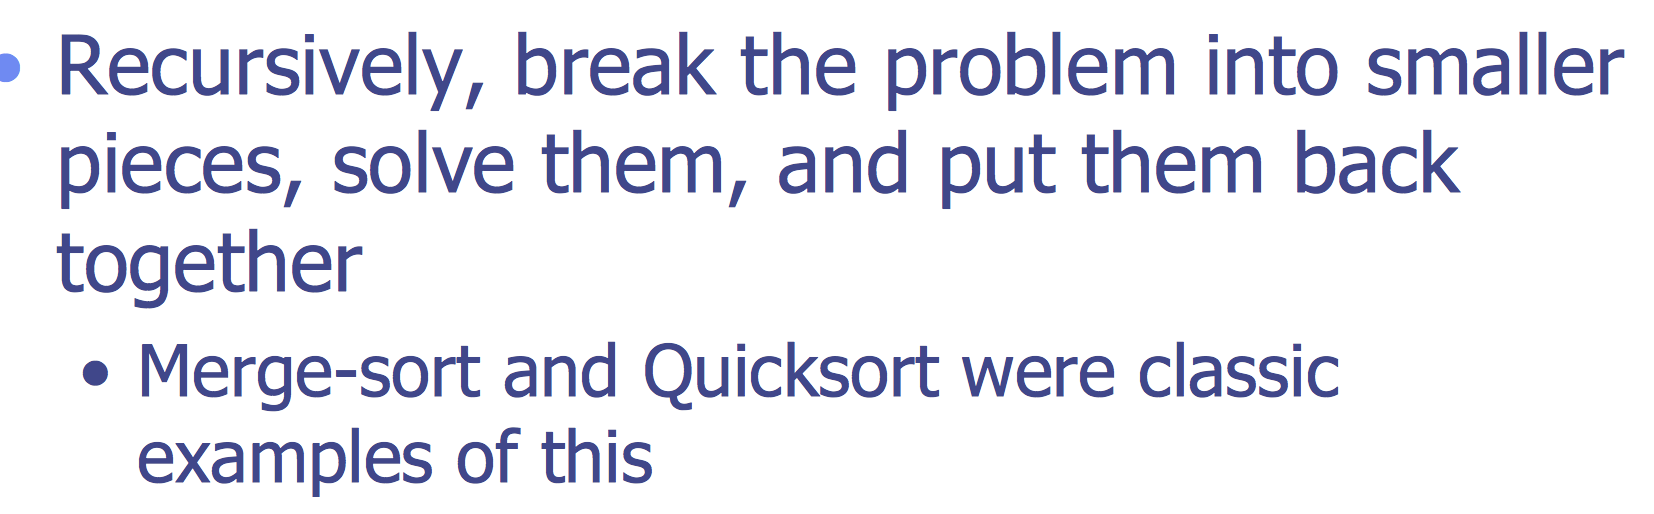 • Recursively, break the problem into smaller
pieces, solve them, and put them back
together
• Merge-sort and Quicksort were classic
examples of this